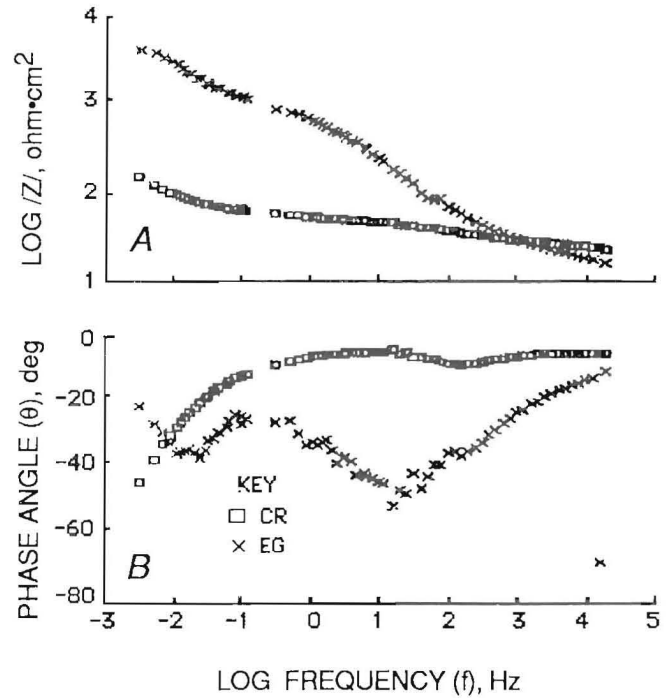 4
3
2
1
LOG /Z/, ohm•cm2
A
0
-20
-40
-60
-80
PHASE ANGLE (θ), deg
KEY
CR
EG
B
-3 -2 -1 0 1 2 3 4 5
LOG FREQUENCY (f), Hz